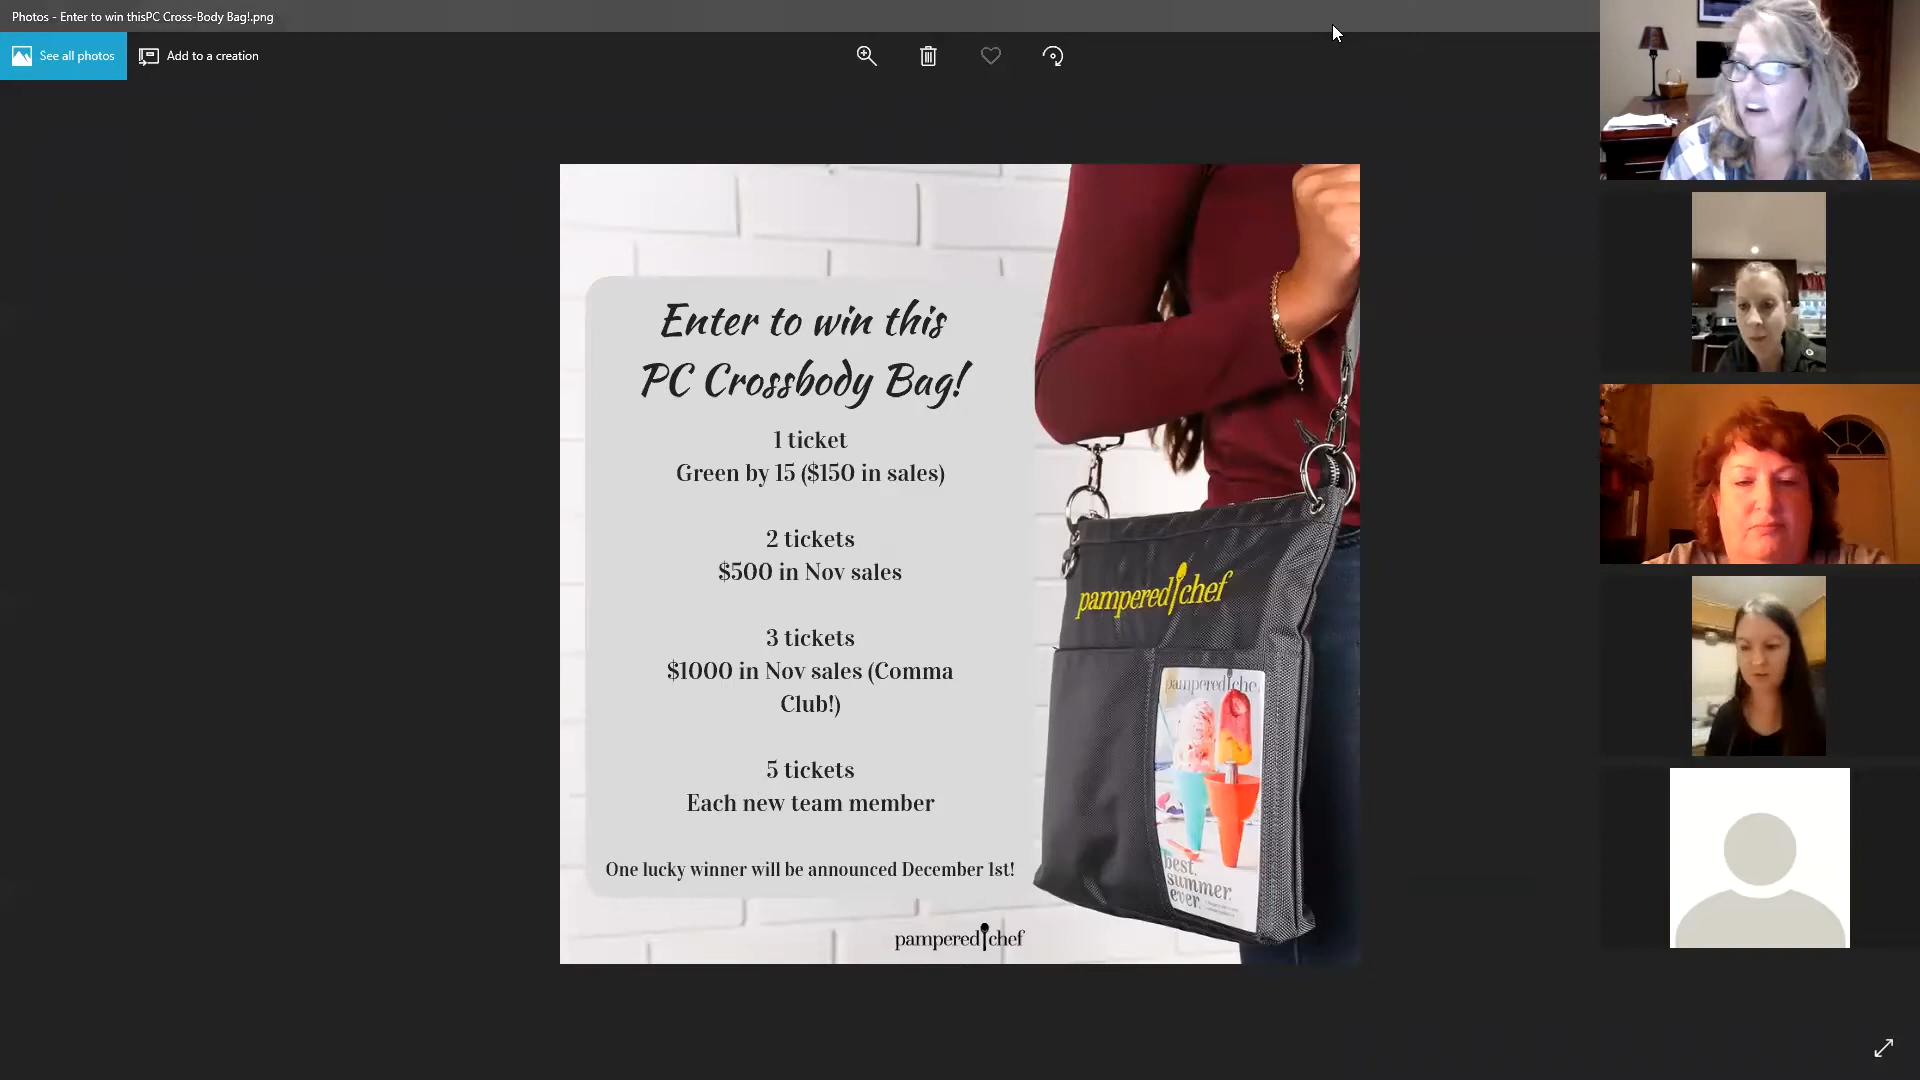 Photos - Enter to win thisPC Cross-Body Bag!.png
See all photos
Add to a creation
Enter to win this
PC Crossbody Bag!
1 ticket
Green by 15 ($150 in sales)
2 tickets
$500 in Nov sales
3 tickets
$1000 in Nov sales (Comma
Club!)
5 tickets
Each new team member
One lucky winner will be announced December 1st!
pampered chef
pampered chef
pampered che
best.
summer.
ever.